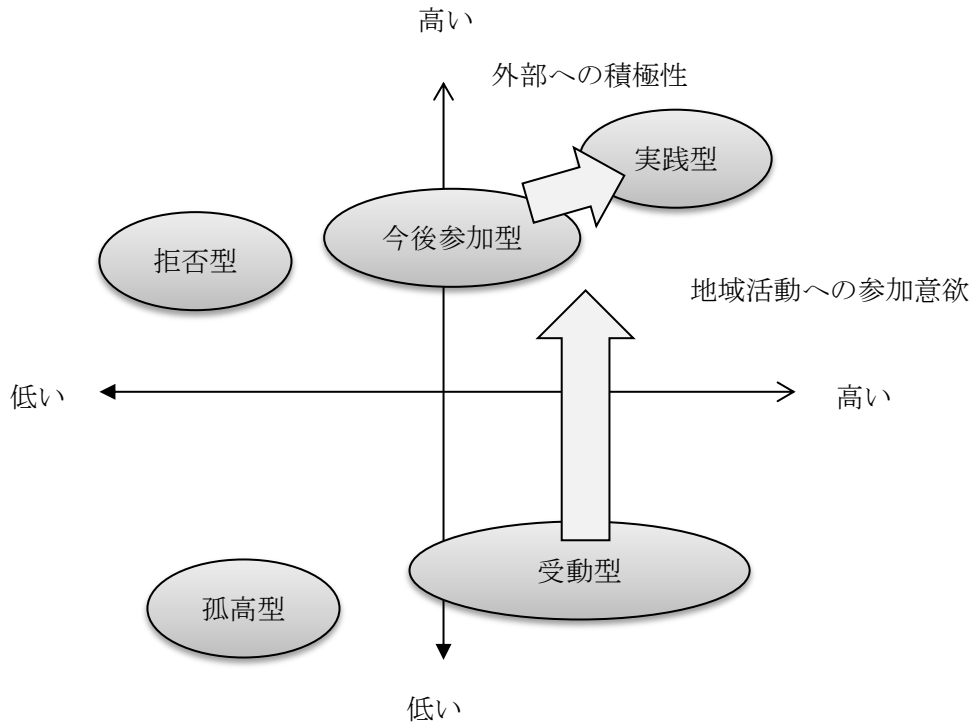 高い
外部への積極性
実践型
今後参加型
拒否型
地域活動への参加意欲
低い
高い
受動型
孤高型
低い